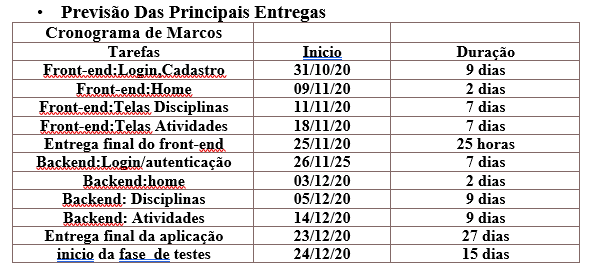 • Previsão Das Principais Entregas
Cronograma de Marcos
Tarefas Inicio Duração
Front-end:Login,Cadastro 31/10/20 9 dias
Front-end:Home 09/11/20 2 dias
Front-end:Telas Disciplinas 11/11/20 7 dias
Front-end:Telas Atividades 18/11/20 7 dias
Entrega final do front-end 25/11/20 25 horas
Backend:Login/autenticação 26/11/25 7 dias
Backend:home 03/12/20 2 dias
Backend: Disciplinas 05/12/20 9 dias
Backend: Atividades 14/12/20 9 dias
Entrega final da aplicação 23/12/20 27 dias
inicio da fase de testes 24/12/20 15 dias